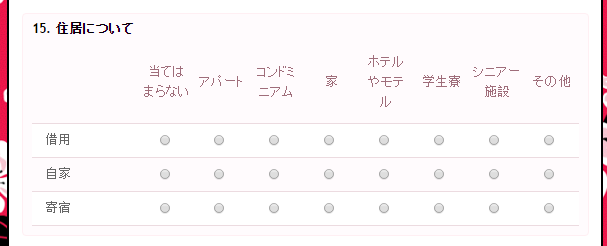 15. 住居について
当てはまらない アパート コンドミニアム 家 ホテルやモテル 学生寮 シニアー施設 その他
借用
自家
寄宿